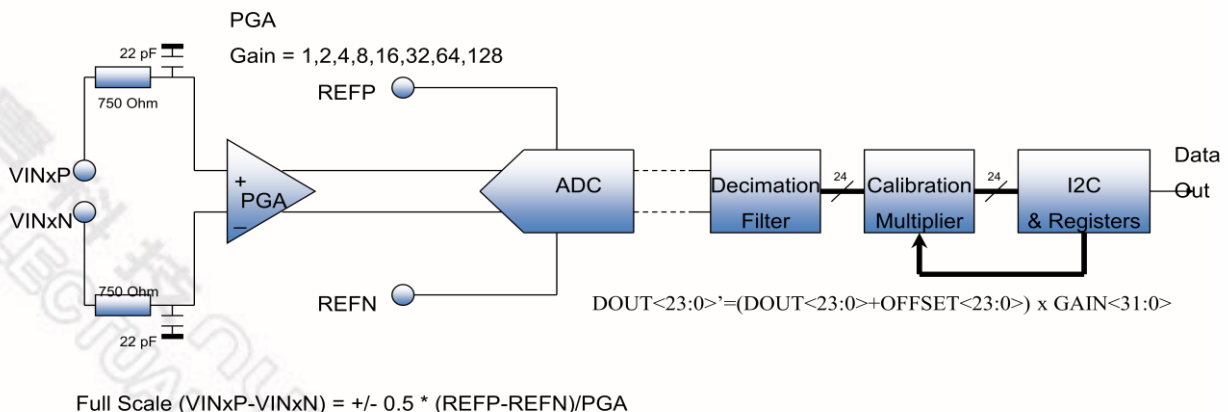 PGA
Gain = 1,2,4,8,16,32,64,128
22 pF
750 Ohm
REFP
VINxP
VINxN
+
PGA
–
750 Ohm
22 pF
REFN
ADC
Decimation
Filter
24
Calibration
Multiplier
24
I2C
& Registers
Data
Out
DOUT<23:0>’=(DOUT<23:0>+OFFSET<23:0>) x GAIN<31:0>
Full Scale (VINxP-VINxN) = +/- 0.5 * (REFP-REFN)/PGA